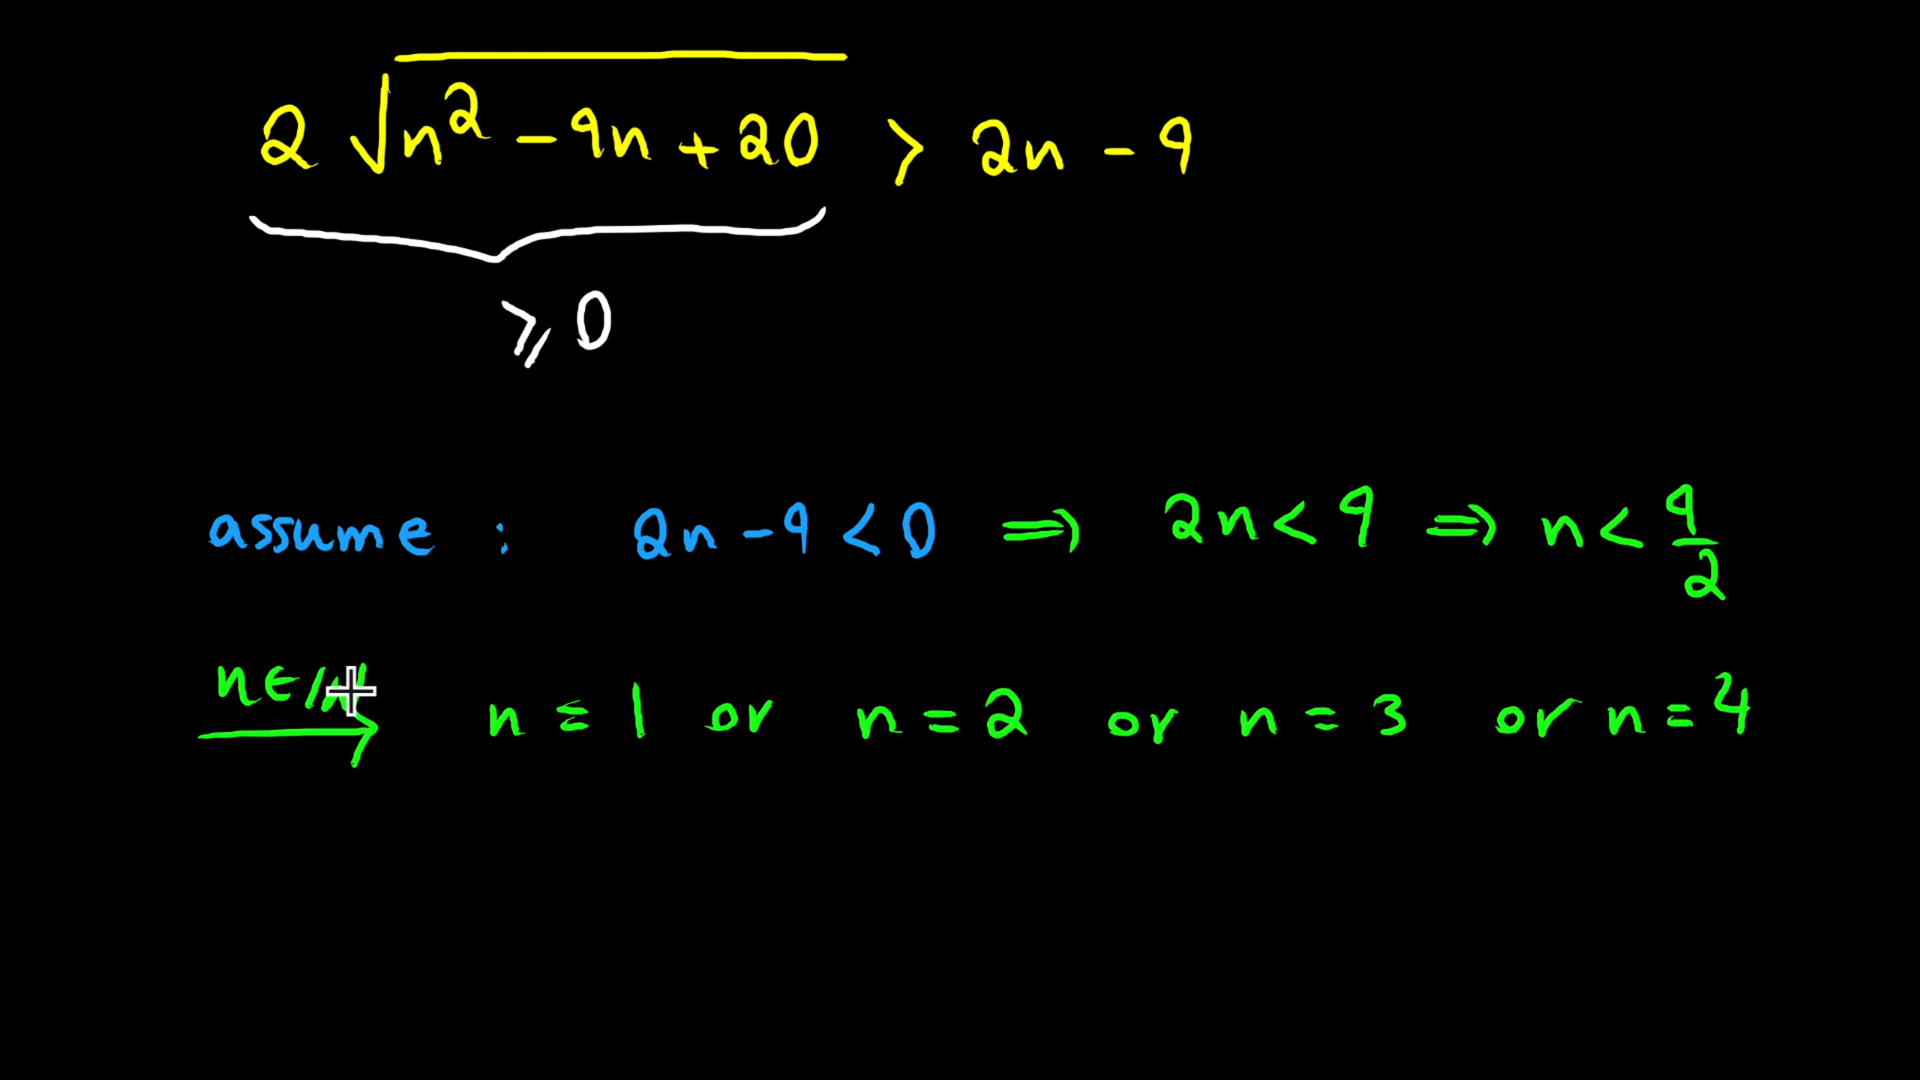 2 √(n² - 9n + 20) > 2n - 9
⩾ 0
assume : 2n - 9 < 0 ⇒ 2n < 9 ⇒ n < 9/2
n ∈ ℕ
→ n = 1 or n = 2 or n = 3 or n = 4